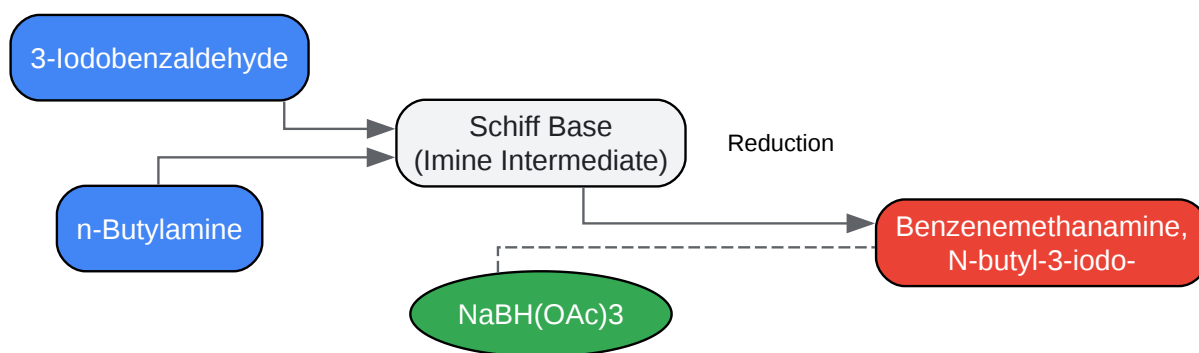 3-Iodobenzaldehyde
Schiff Base
(Imine Intermediate)
Reduction
n-Butylamine
Benzenemethanamine,
N-butyl-3-iodo-
NaBH(OAc)3